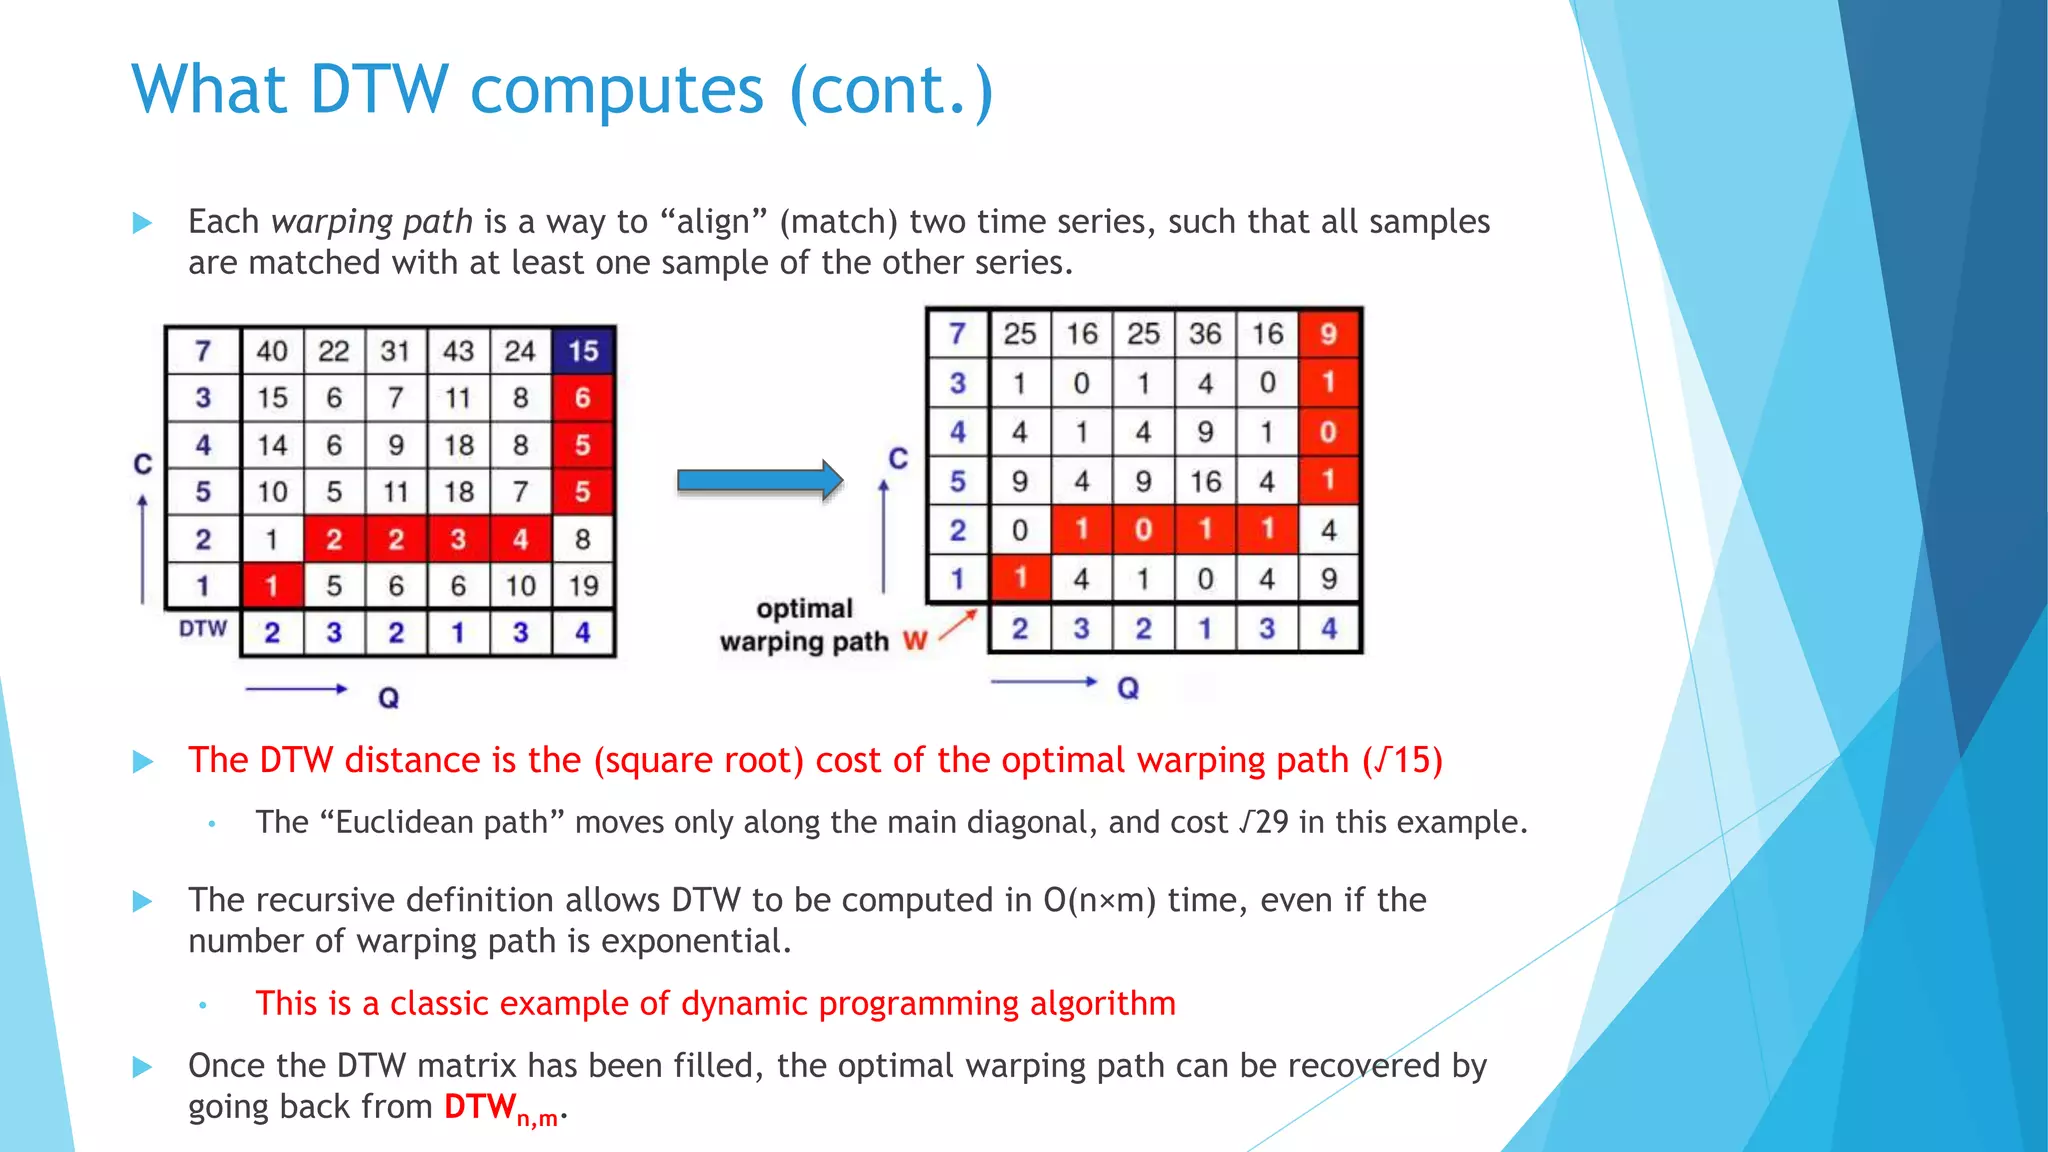 What DTW computes (cont.)
Each warping path is a way to “align” (match) two time series, such that all samples
are matched with at least one sample of the other series.
7 40 22 31 43 24 15
3 15 6 7 11 8 6
4 14 6 9 18 8 5
C
5 10 5 11 18 7 5
2 1 2 2 3 4 8
1 1 5 6 6 10 19
DTW 2 3 2 1 3 4
Q
7 25 16 25 36 16 9
3 1 0 1 4 0 1
4 4 1 4 9 1 0
C
5 9 4 9 16 4 1
2 0 1 0 1 1 4
1 1 4 1 0 4 9
optimal
warping path W
2 3 2 1 3 4
Q
The DTW distance is the (square root) cost of the optimal warping path (√15)
The “Euclidean path” moves only along the main diagonal, and cost √29 in this example.
The recursive definition allows DTW to be computed in O(n×m) time, even if the
number of warping path is exponential.
This is a classic example of dynamic programming algorithm
Once the DTW matrix has been filled, the optimal warping path can be recovered by
going back from DTWn,m.